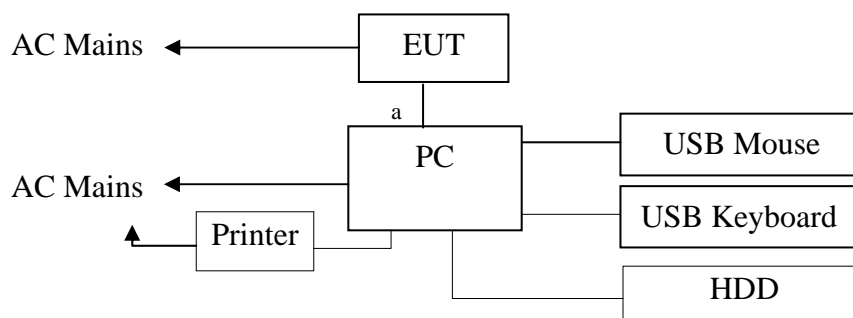 AC Mains
EUT
a
PC
USB Mouse
AC Mains
USB Keyboard
Printer
HDD